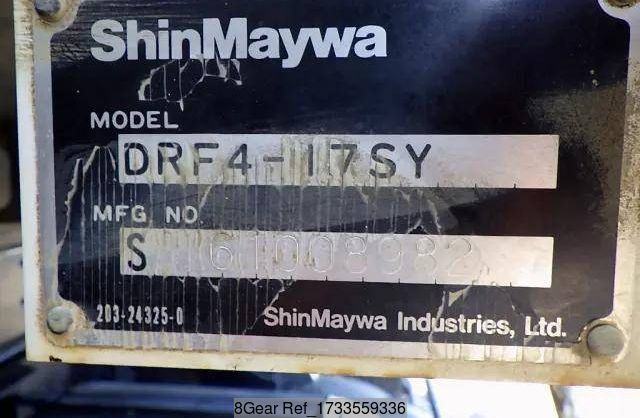 ShinMaywa
MODEL
DRF4-17SY
MFG. NO.
S 61008982
203-24325-0
ShinMaywa Industries, Ltd.
8Gear Ref_1733559336